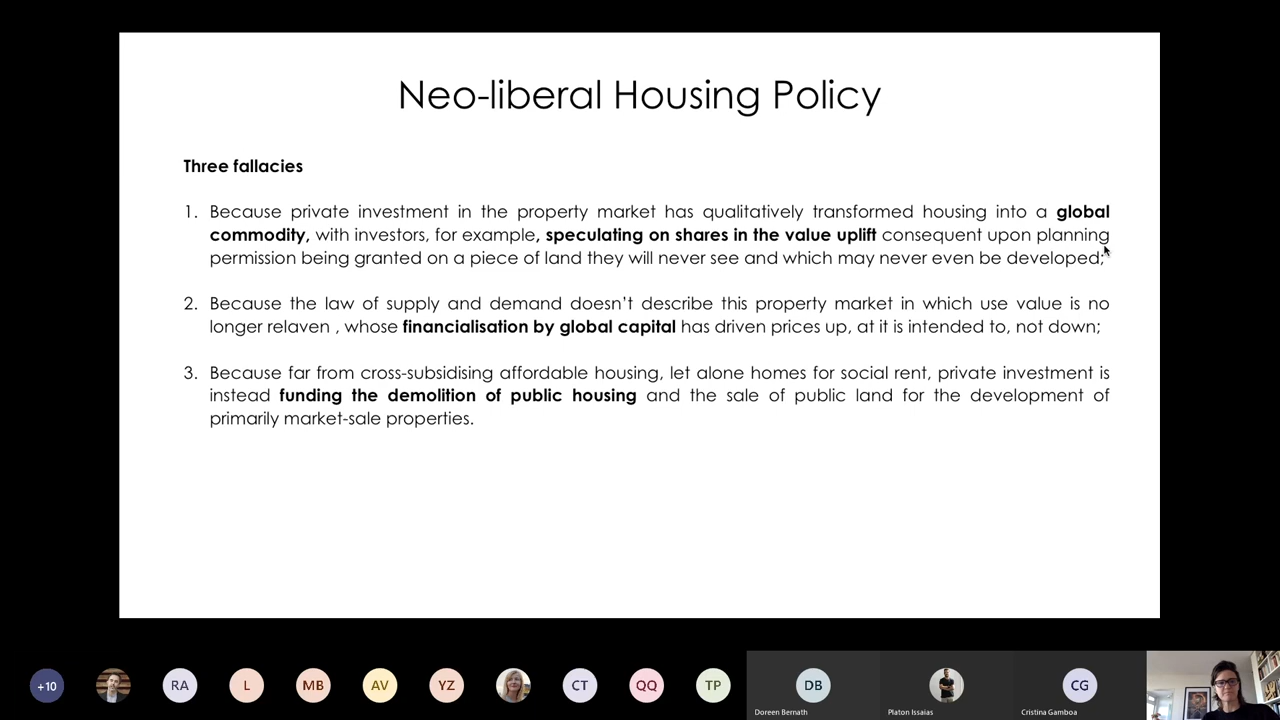 Neo-liberal Housing Policy
Three fallacies
1. Because private investment in the property market has qualitatively transformed housing into a global
commodity, with investors, for example, speculating on shares in the value uplift consequent upon planning
permission being granted on a piece of land they will never see and which may never even be developed;
2. Because the law of supply and demand doesn't describe this property market in which use value is no
longer relaven , whose financialisation by global capital has driven prices up, at it is intended to, not down;
3. Because far from cross-subsidising affordable housing, let alone homes for social rent, private investment is
instead funding the demolition of public housing and the sale of public land for the development of
primarily market-sale properties.
+10
RA
L
MB
AV
YZ
CT
QQ
TP
DB
CG
Doreen Bernath
Platon Issaias
Cristina Gamboa